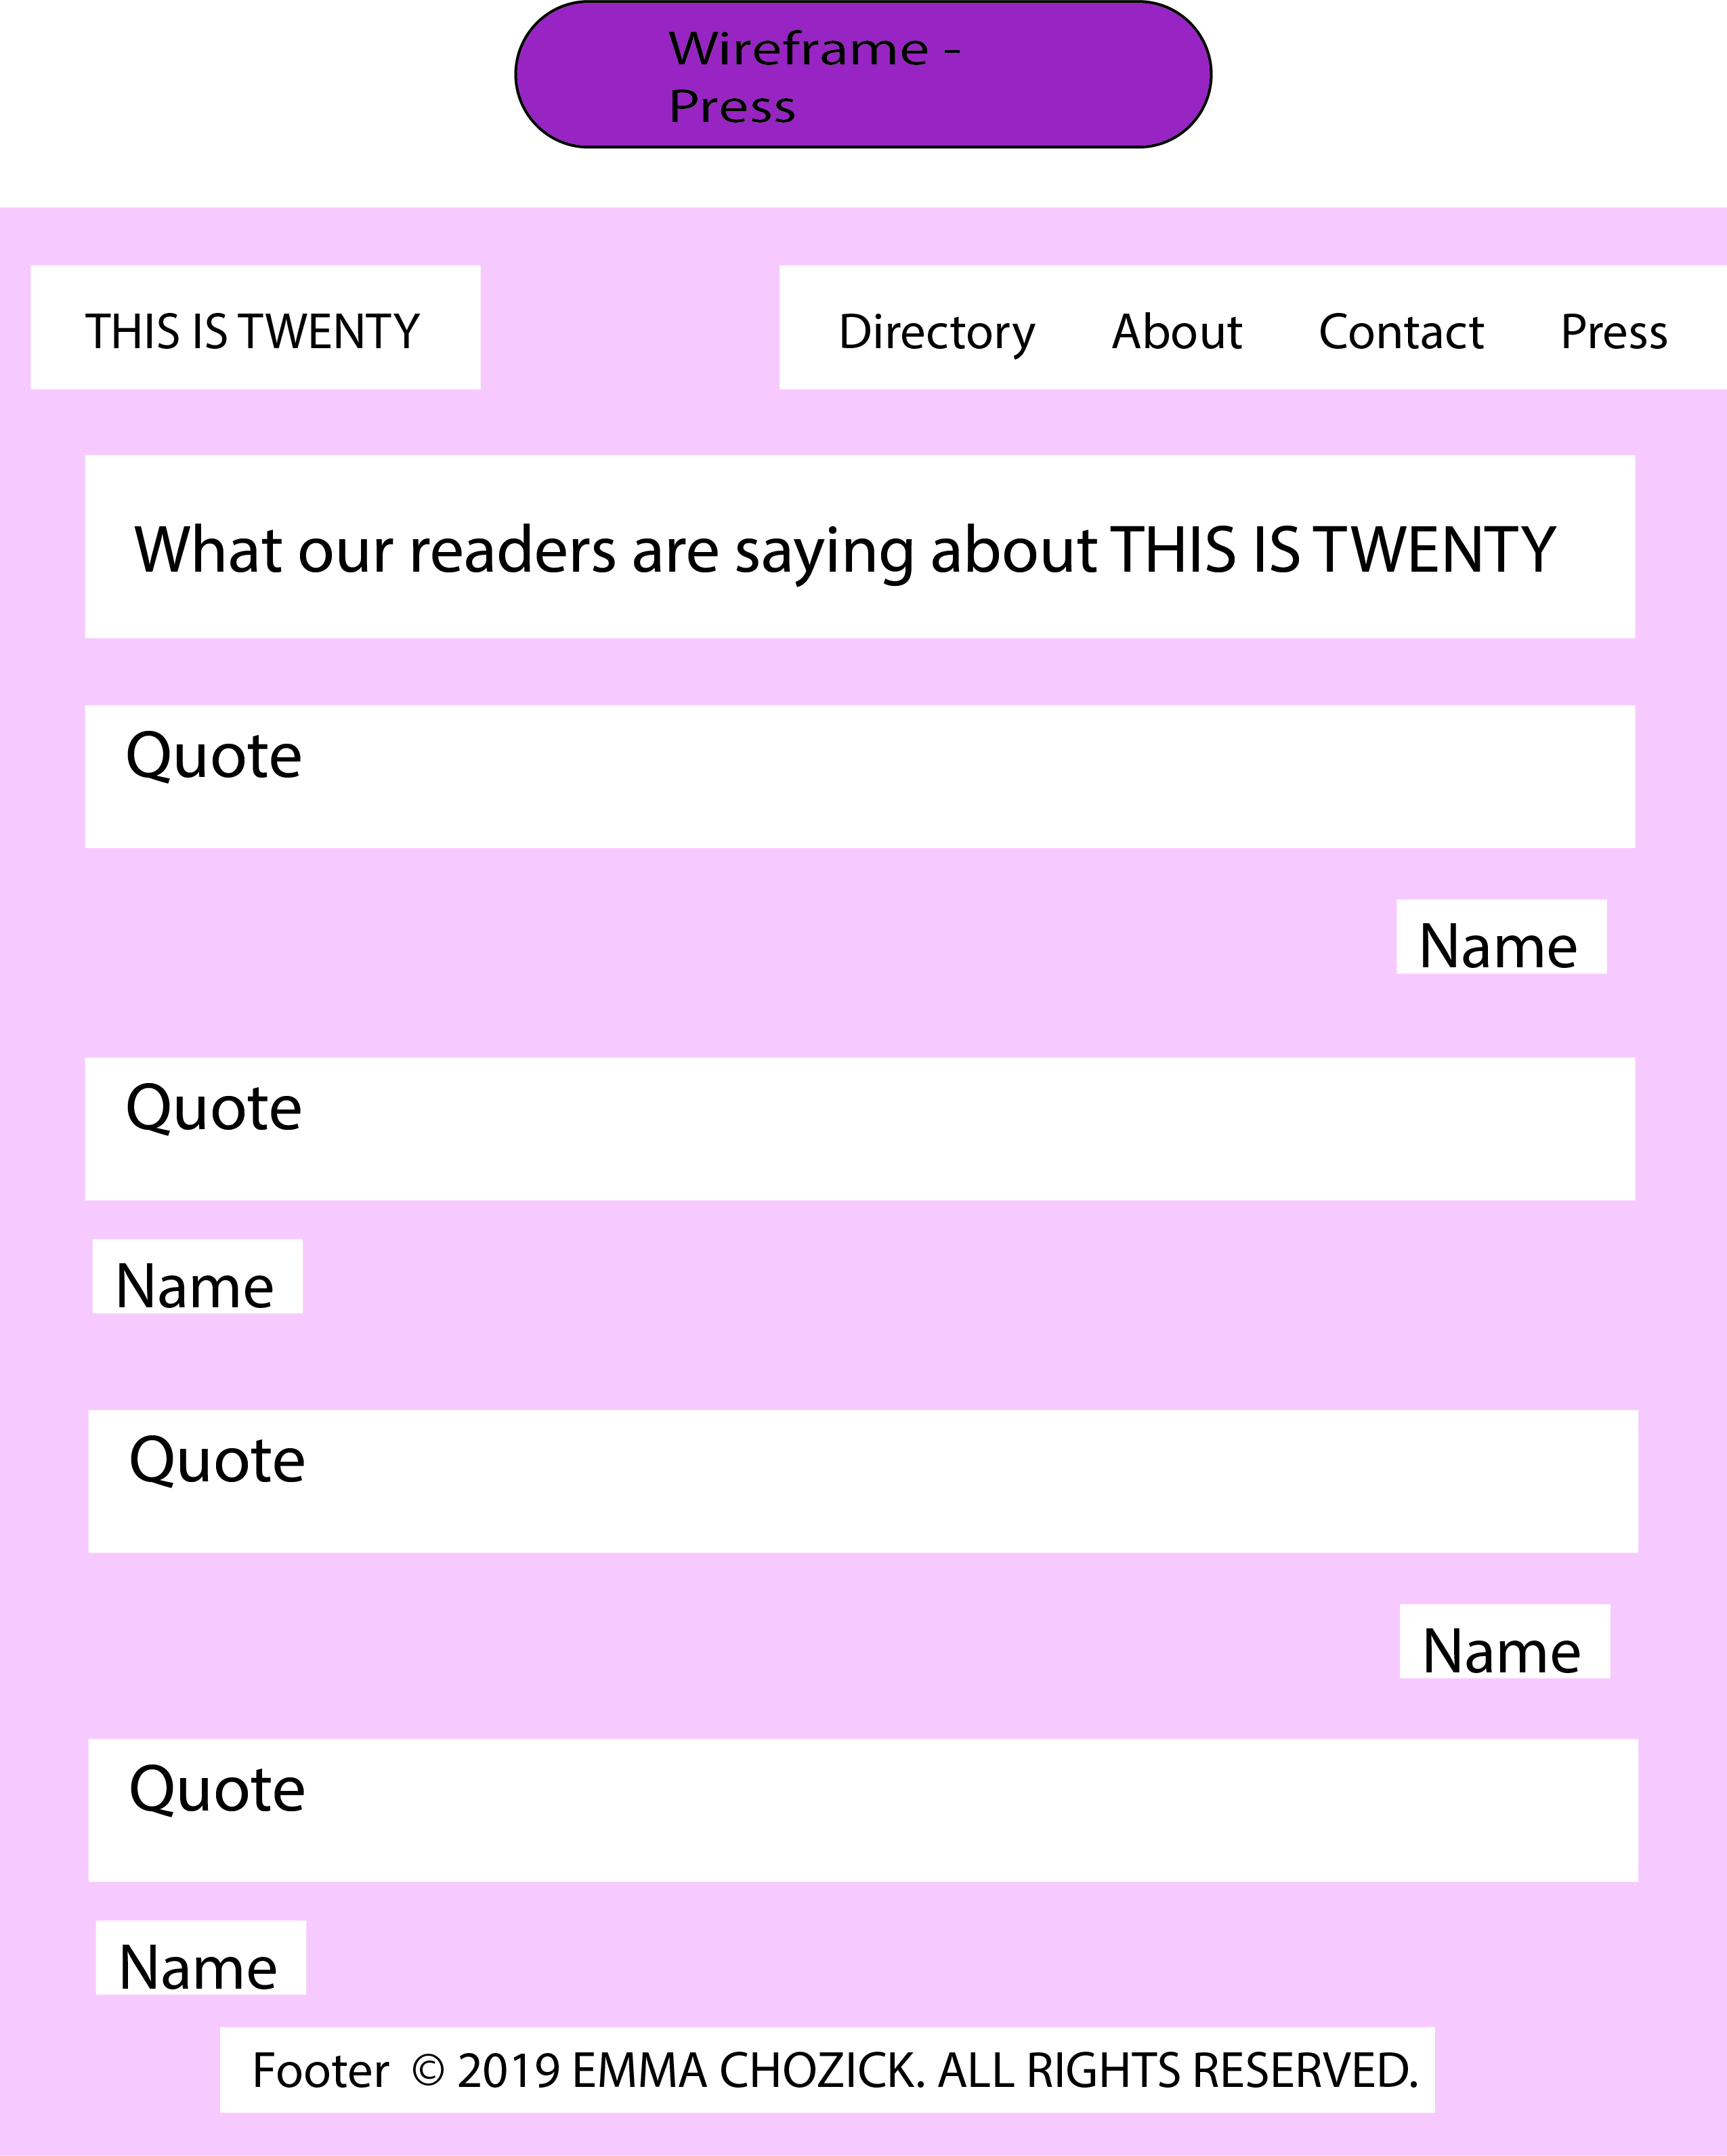 Wireframe -
Press
THIS IS TWENTY
Directory About Contact Press
What our readers are saying about THIS IS TWENTY
Quote
Name
Quote
Name
Quote
Name
Quote
Name
Footer © 2019 EMMA CHOZICK. ALL RIGHTS RESERVED.